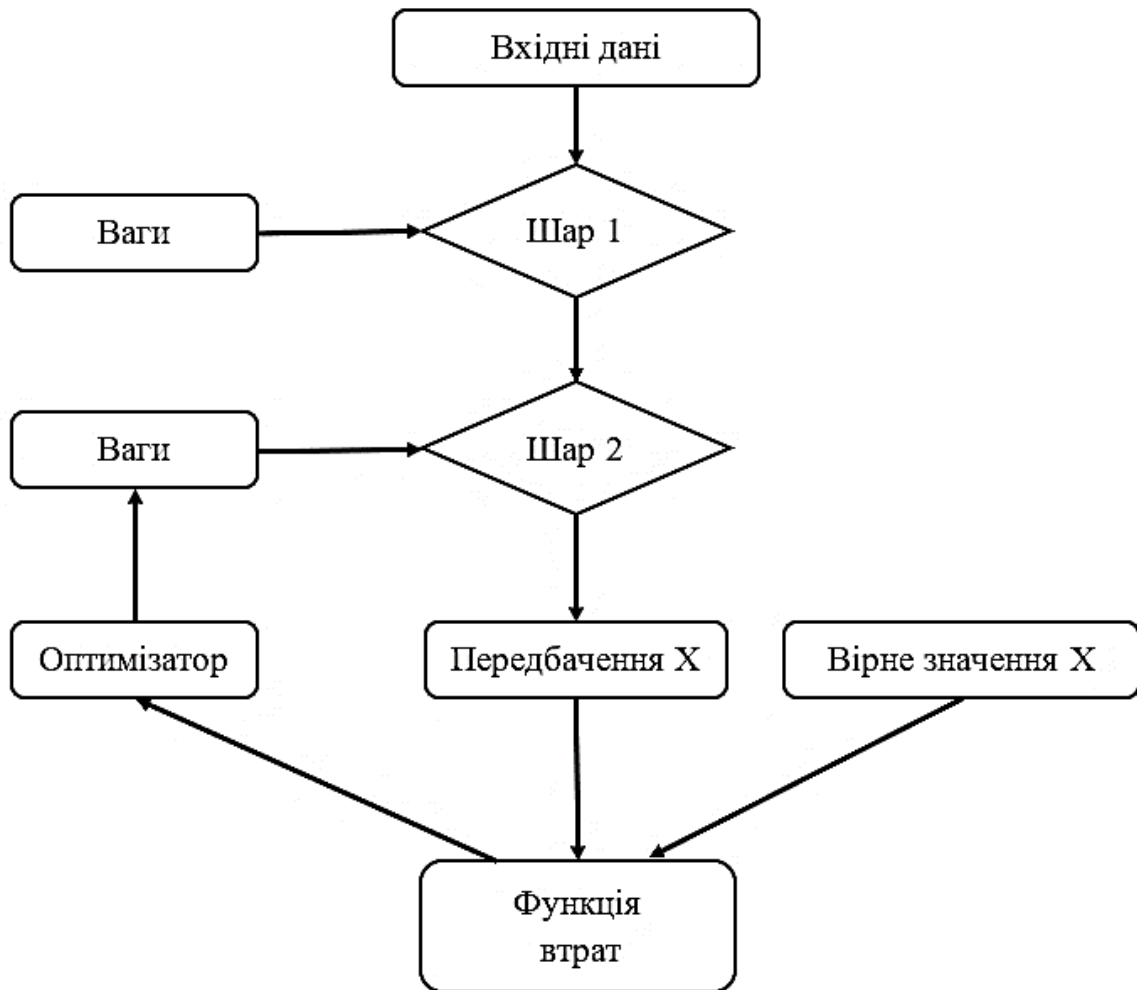 Вхідні дані
Ваги
Шар 1
Ваги
Шар 2
Оптимізатор
Передбачення X
Вірне значення X
Функція
втрат